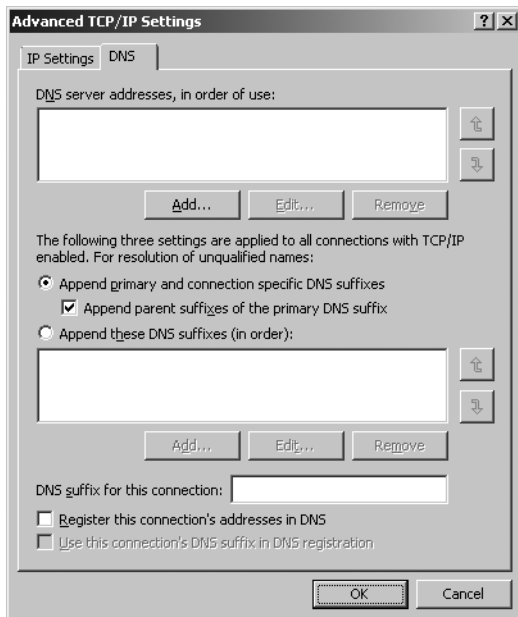 Advanced TCP/IP Settings
IP Settings DNS
DNS server addresses, in order of use:
Add... Edit... Remove
The following three settings are applied to all connections with TCP/IP
enabled. For resolution of unqualified names:
Append primary and connection specific DNS suffixes
Append parent suffixes of the primary DNS suffix
Append these DNS suffixes (in order):
Add... Edit... Remove
DNS suffix for this connection:
Register this connection's addresses in DNS
Use this connection's DNS suffix in DNS registration
OK Cancel